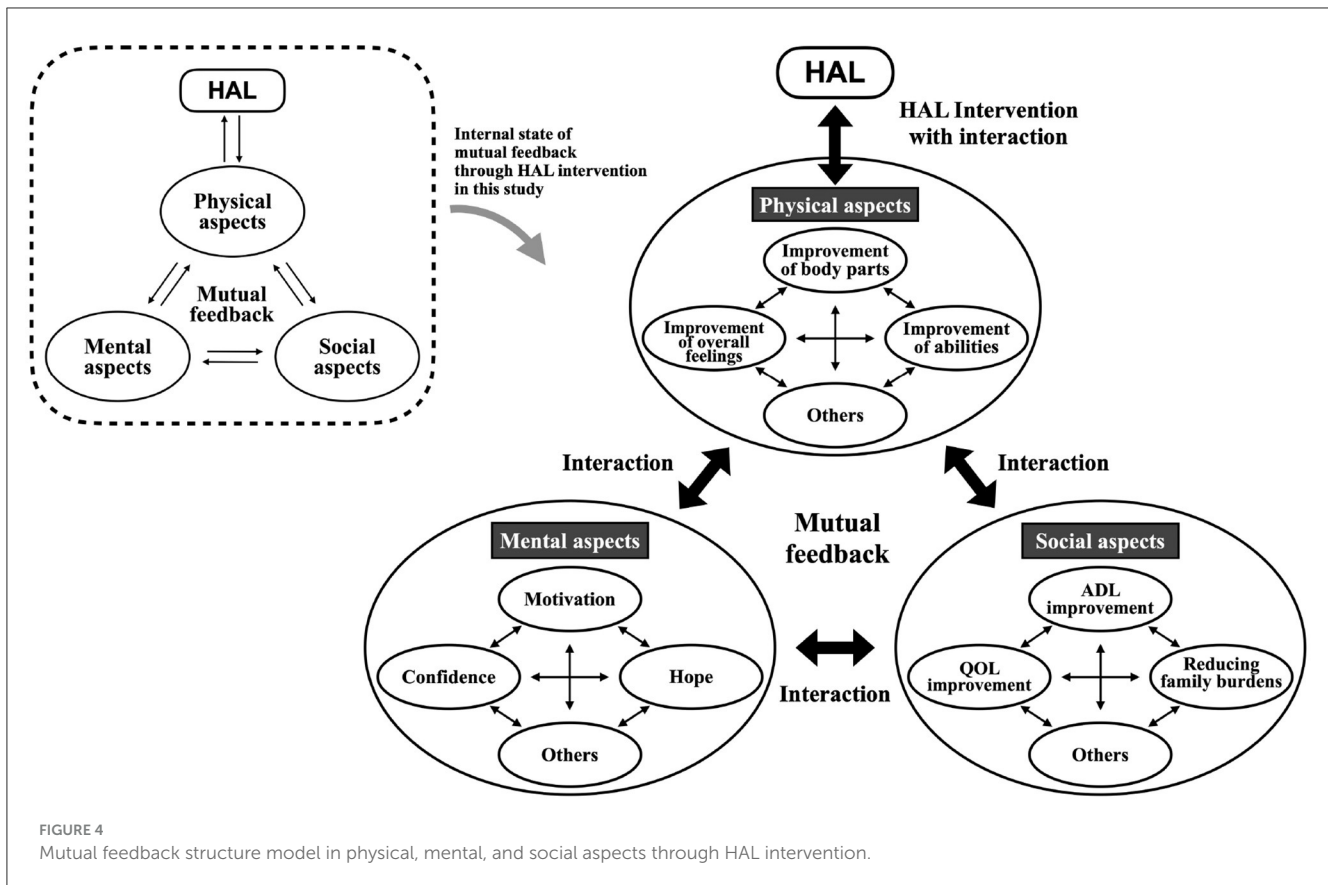 HAL
Physical
aspects
Mutual
feedback
Mental
aspects
Social
aspects
Internal state of
mutual feedback
through HAL intervention
in this study
HAL
HAL Intervention
with interaction
Physical aspects
Improvement
of body parts
Improvement
of overall
feelings
Improvement
of abilities
Others
Interaction
Interaction
Mutual
feedback
Mental aspects
Motivation
Confidence
Hope
Others
Interaction
Social aspects
ADL
improvement
QOL
improvement
Reducing
family burdens
Others
FIGURE 4
Mutual feedback structure model in physical, mental, and social aspects through HAL intervention.